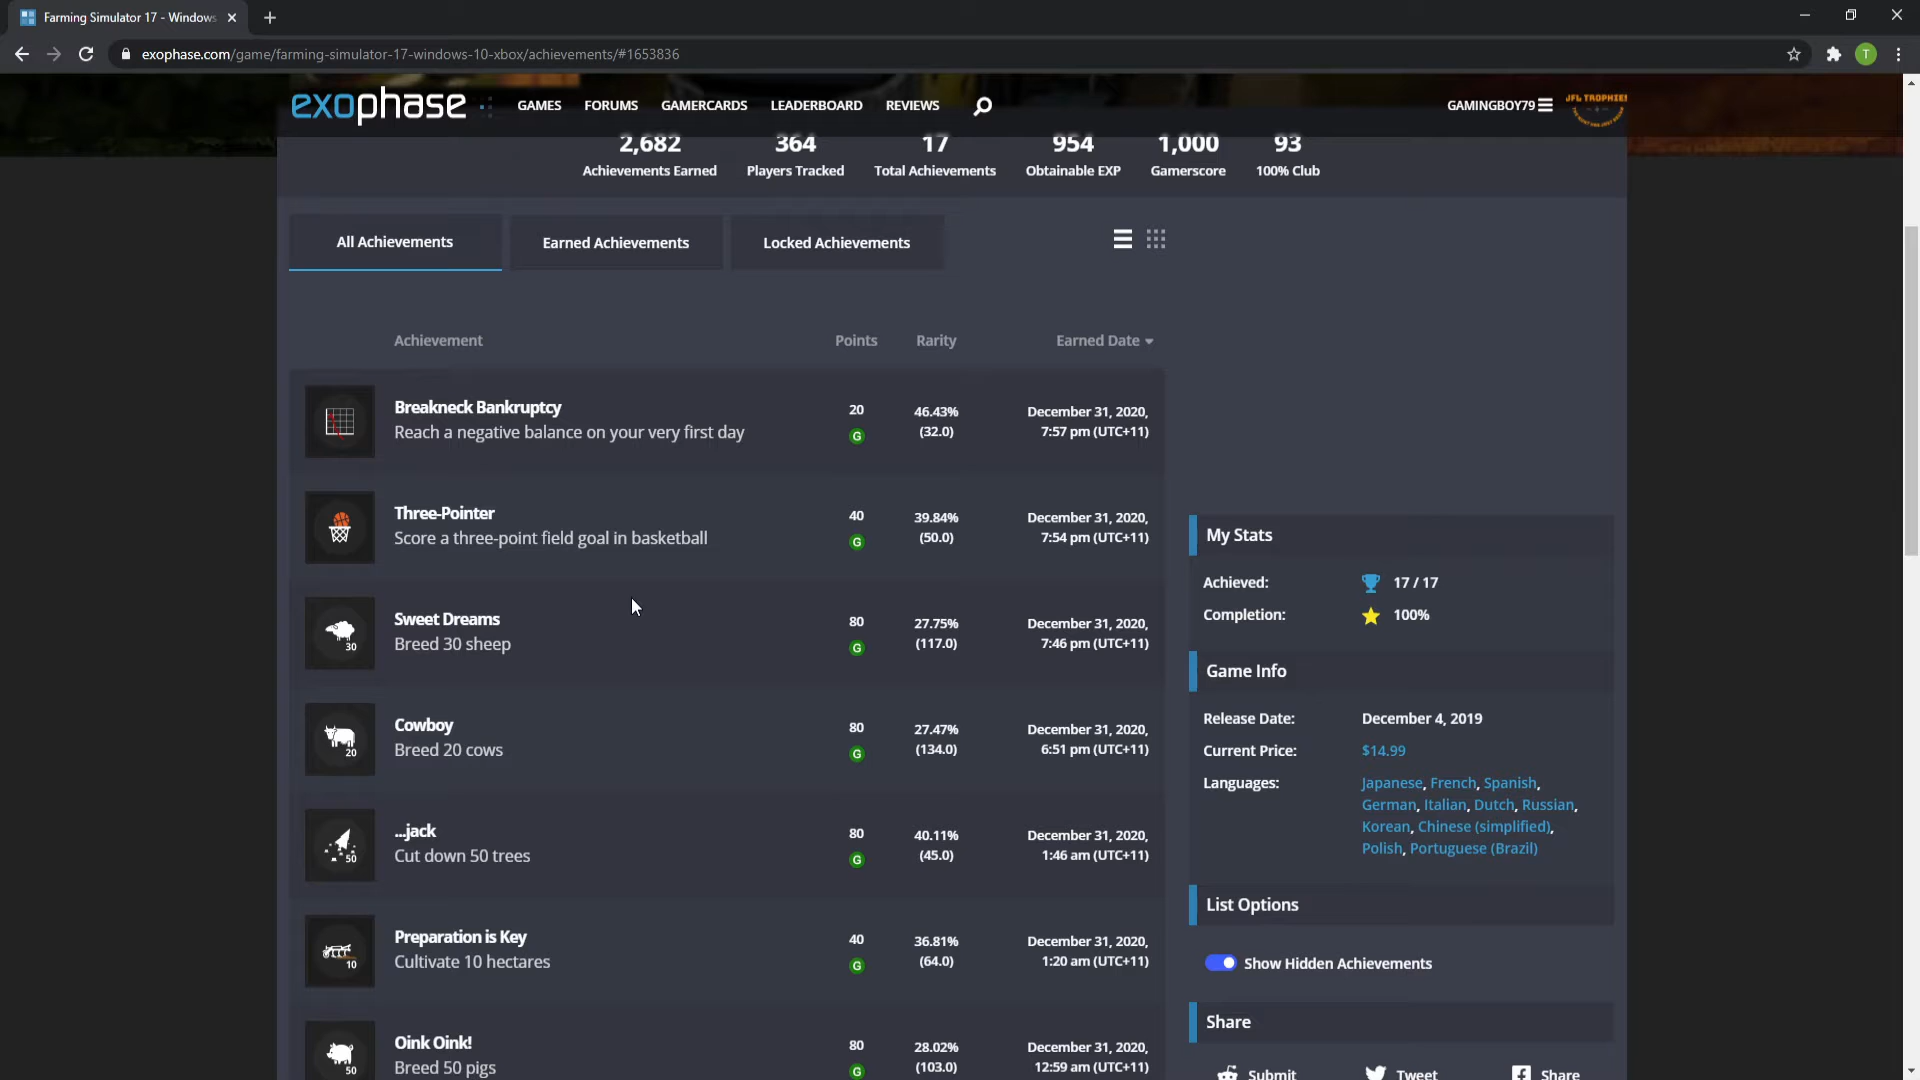 Farming Simulator 17 - Windows
exophase.com/game/farming-simulator-17-windows-10-xbox/achievements/#1653836
T
exophase
GAMES FORUMS GAMERCARDS LEADERBOARD REVIEWS
GAMINGBOY79
JFL TROPHIES
2,682 364 17 954 1,000 93
Achievements Earned Players Tracked Total Achievements Obtainable EXP Gamerscore 100% Club
All Achievements Earned Achievements Locked Achievements
Achievement Points Rarity Earned Date
Breakneck Bankruptcy
Reach a negative balance on your very first day
20
G
46.43%
(32.0)
December 31, 2020,
7:57 pm (UTC+11)
Three-Pointer
Score a three-point field goal in basketball
40
G
39.84%
(50.0)
December 31, 2020,
7:54 pm (UTC+11)
30
Sweet Dreams
Breed 30 sheep
80
G
27.75%
(117.0)
December 31, 2020,
7:46 pm (UTC+11)
20
Cowboy
Breed 20 cows
80
G
27.47%
(134.0)
December 31, 2020,
6:51 pm (UTC+11)
50
...jack
Cut down 50 trees
80
G
40.11%
(45.0)
December 31, 2020,
1:46 am (UTC+11)
10
Preparation is Key
Cultivate 10 hectares
40
G
36.81%
(64.0)
December 31, 2020,
1:20 am (UTC+11)
50
Oink Oink!
Breed 50 pigs
80
G
28.02%
(103.0)
December 31, 2020,
12:59 am (UTC+11)
My Stats
Achieved: 17 / 17
Completion: 100%
Game Info
Release Date: December 4, 2019
Current Price: $14.99
Languages: Japanese, French, Spanish,
German, Italian, Dutch, Russian,
Korean, Chinese (simplified),
Polish, Portuguese (Brazil)
List Options
Show Hidden Achievements
Share
Submit Tweet Share